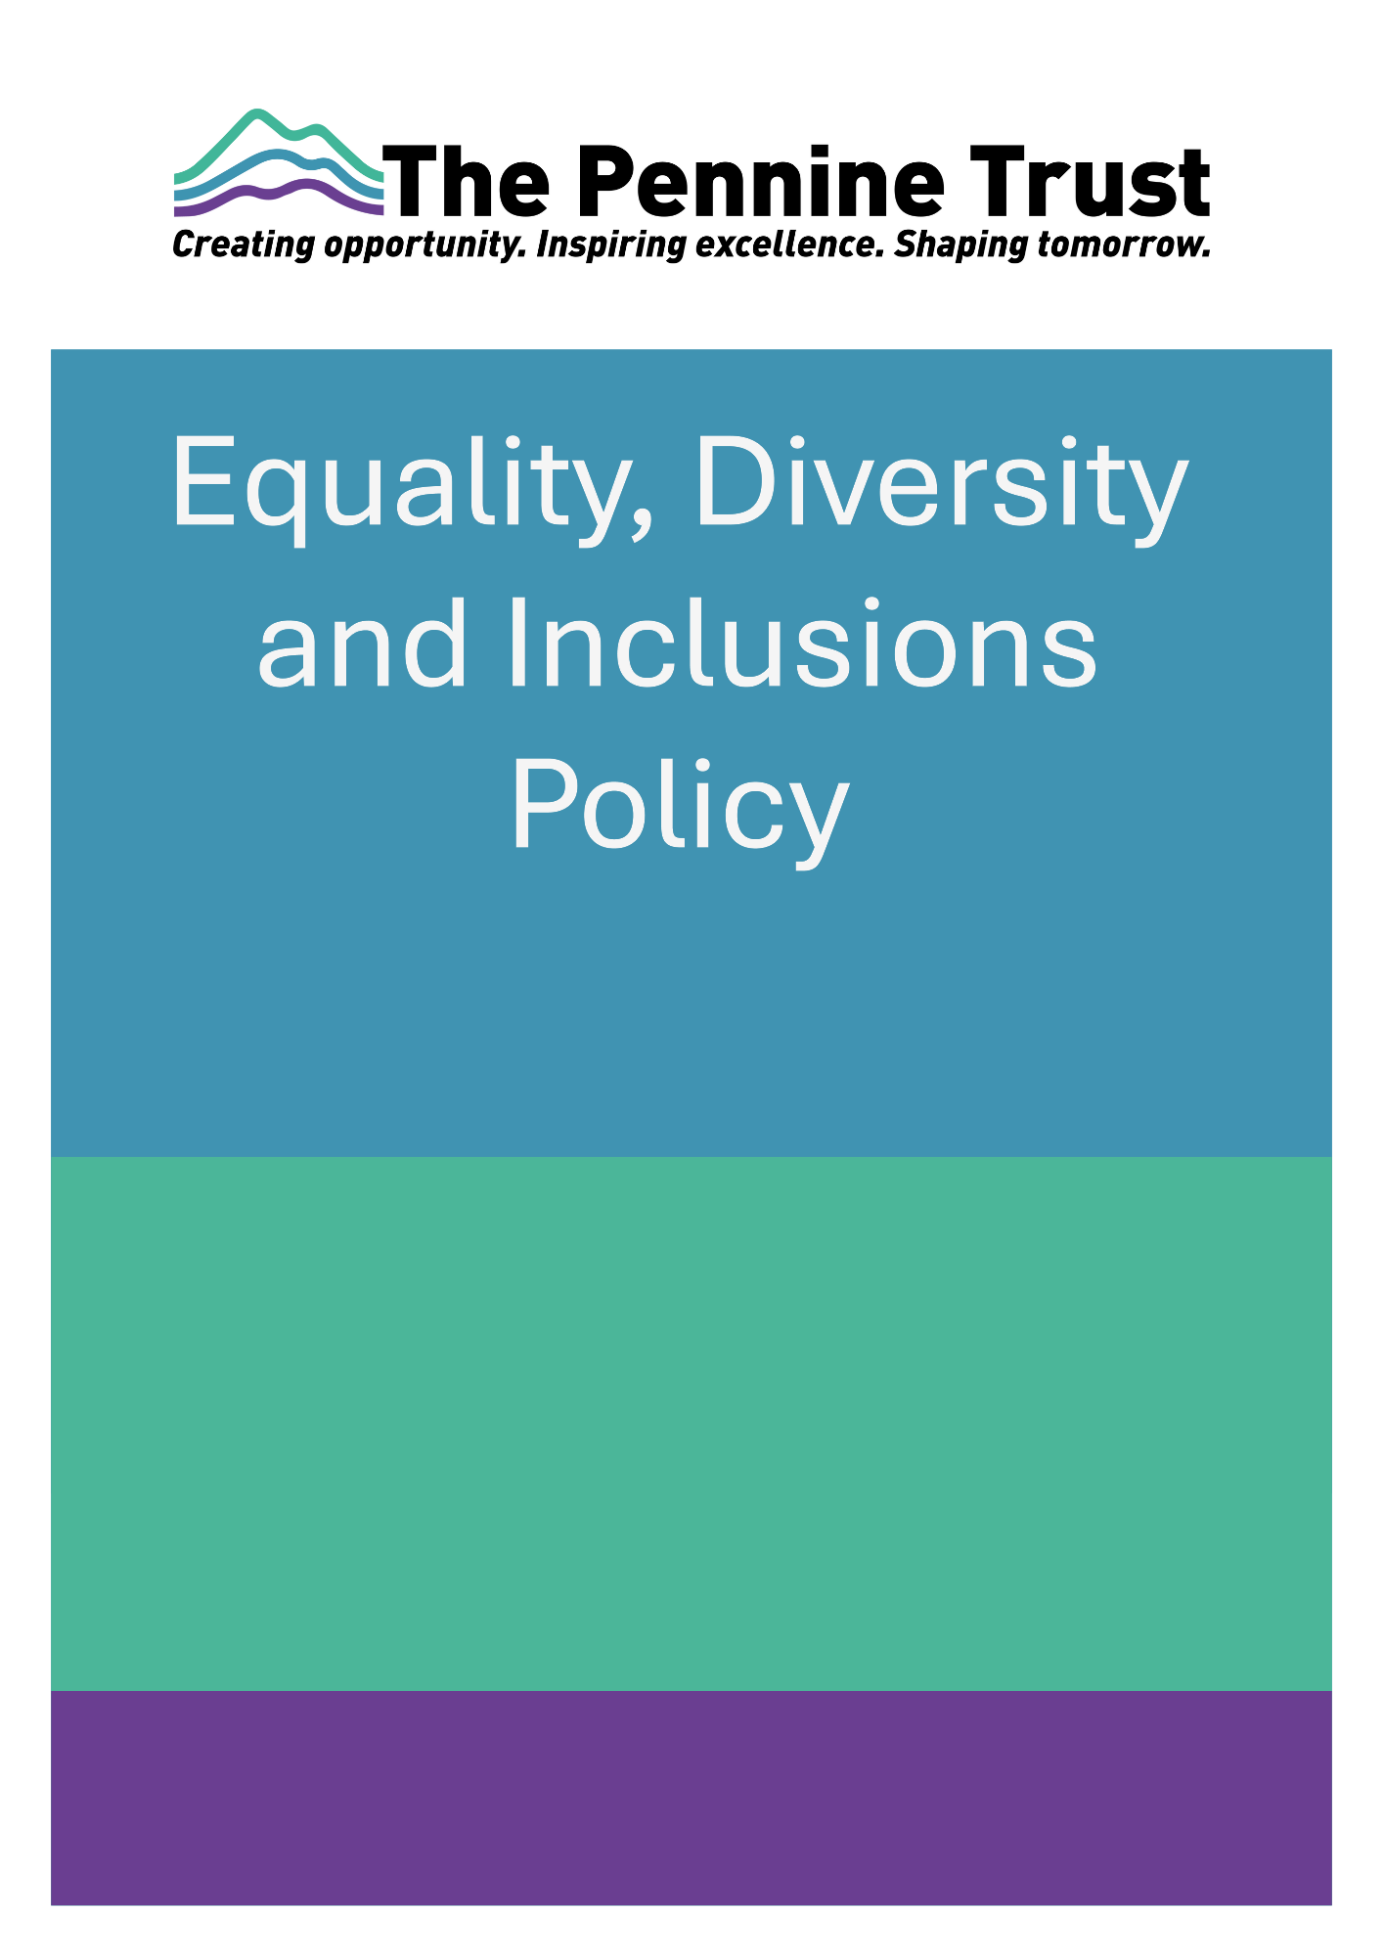 The Pennine Trust
Creating opportunity. Inspiring excellence. Shaping tomorrow.
Equality, Diversity
and Inclusions
Policy